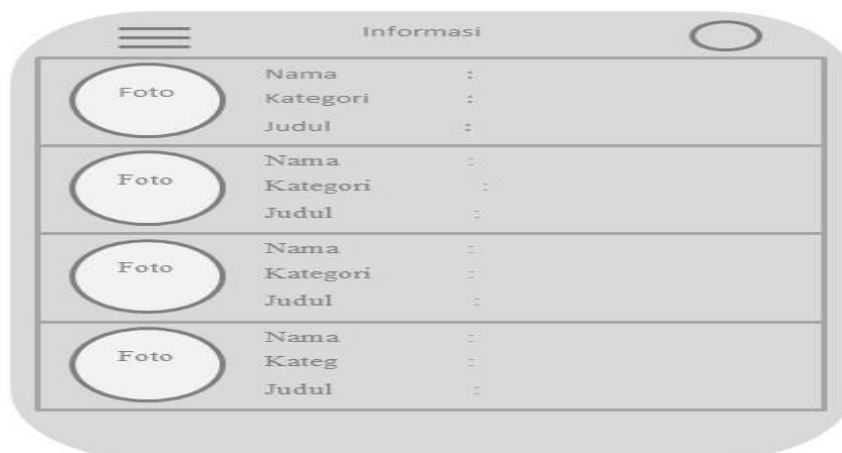 Informasi
Foto
Nama :
Kategori :
Judul :
Foto
Nama :
Kategori :
Judul :
Foto
Nama :
Kategori :
Judul :
Foto
Nama :
Kateg :
Judul :